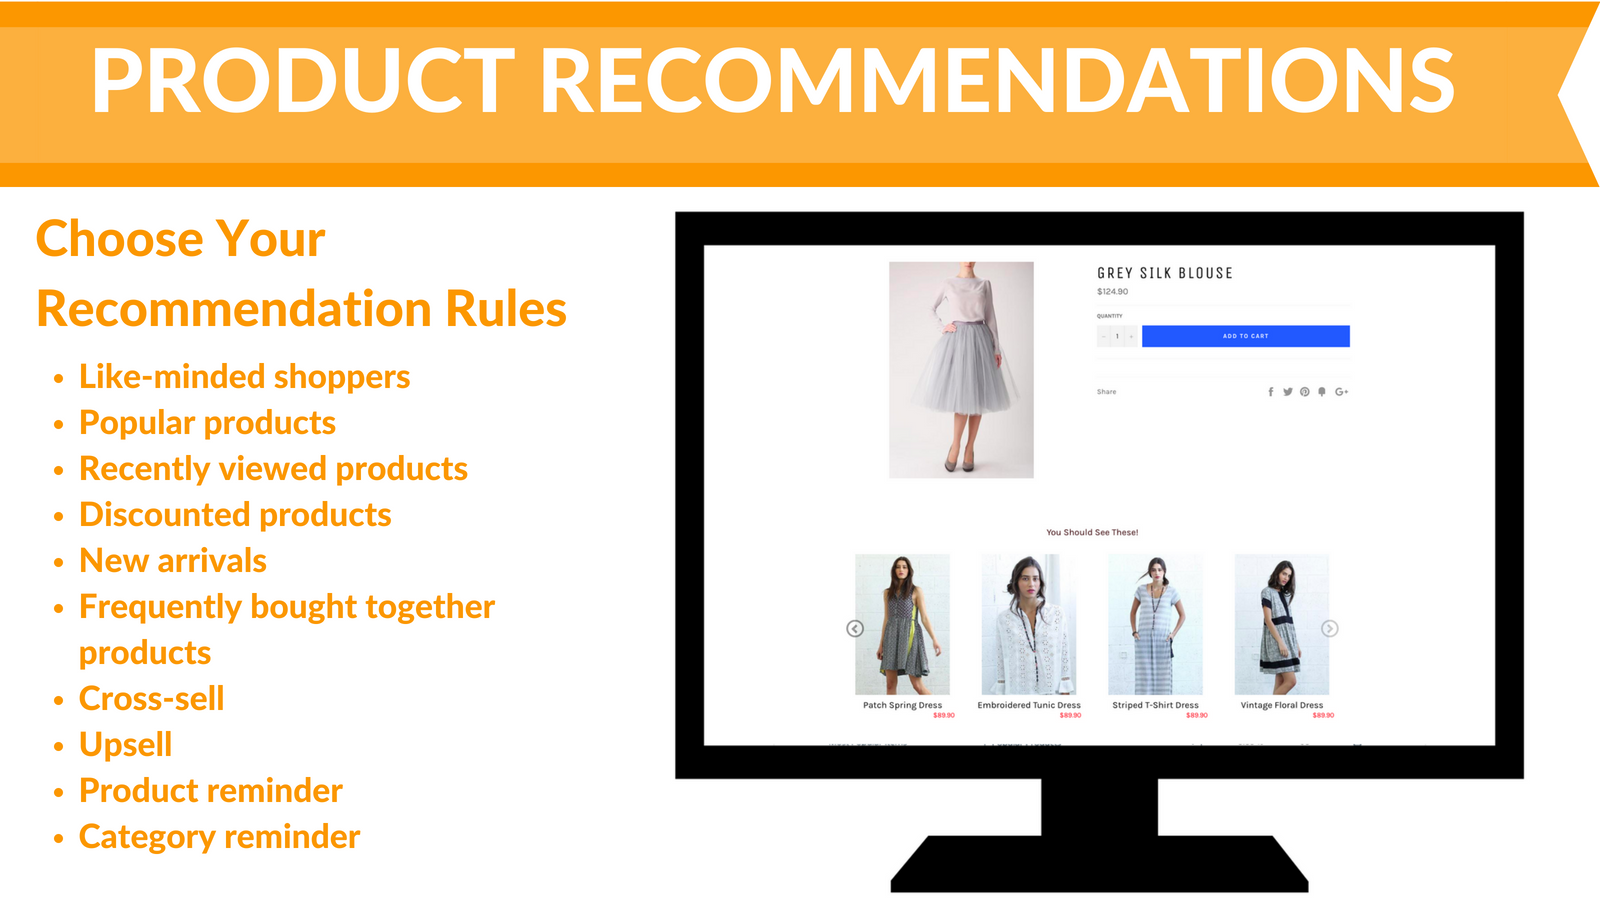 PRODUCT RECOMMENDATIONS
Choose Your
Recommendation Rules
• Like-minded shoppers
• Popular products
• Recently viewed products
• Discounted products
• New arrivals
• Frequently bought together
products
• Cross-sell
• Upsell
• Product reminder
• Category reminder
GREY SILK BLOUSE
$124.90
QUANTITY
- 1 +
ADD TO CART
Share
You Should See These!
Patch Spring Dress
$89.90
Embroidered Tunic Dress
$89.90
Striped T-Shirt Dress
$89.90
Vintage Floral Dress
$89.90